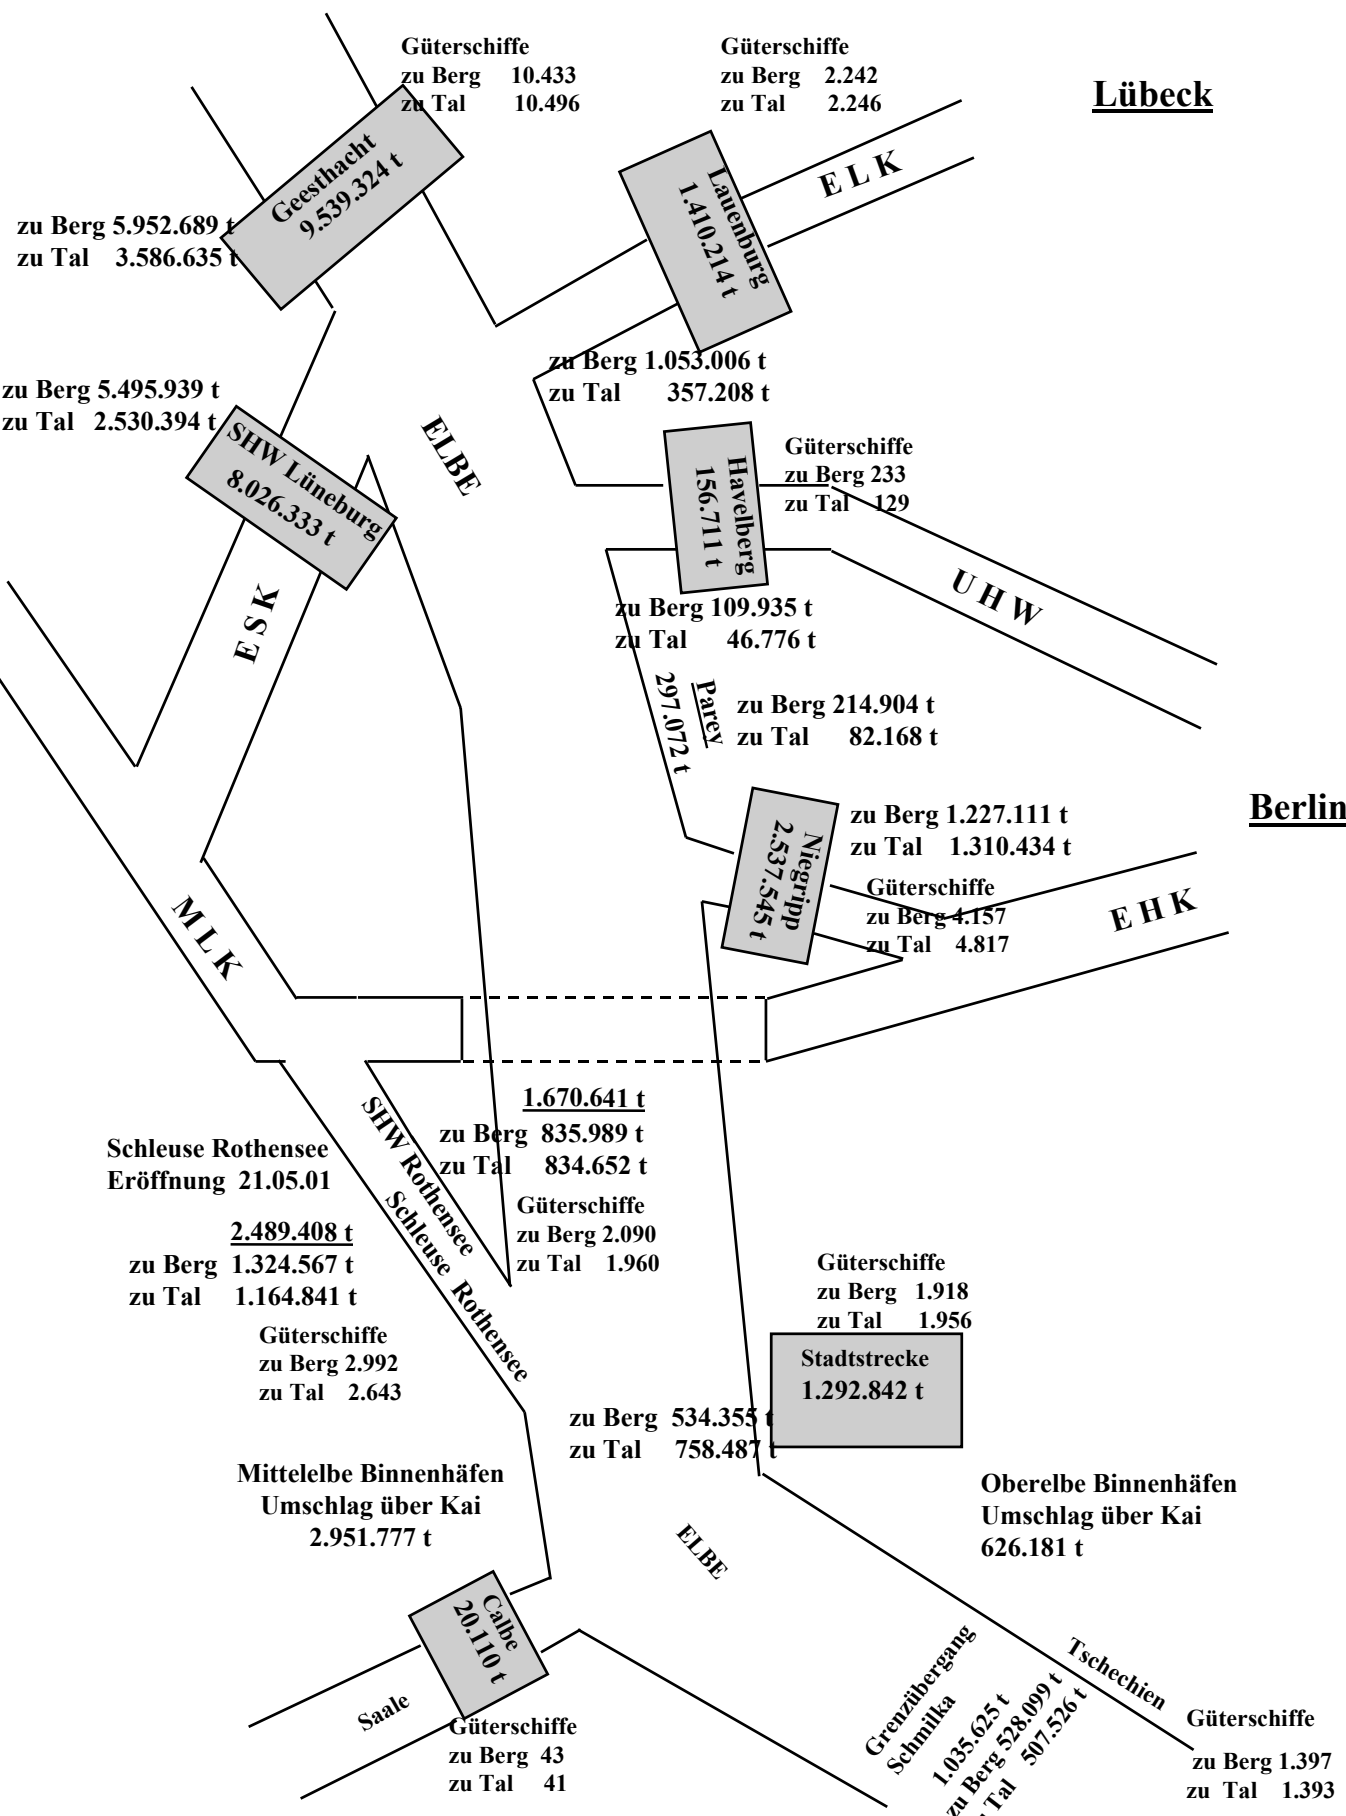 Güterschiffe
zu Berg 10.433
zu Tal 10.496
Güterschiffe
zu Berg 2.242
zu Tal 2.246
Lübeck
Geesthacht
9.539.324 t
zu Berg 5.952.689 t
zu Tal 3.586.635 t
Lauenburg
1.410.214 t
E L K
zu Berg 1.053.006 t
zu Tal 357.208 t
zu Berg 5.495.939 t
zu Tal 2.530.394 t
SHW Lüneburg
8.026.333 t
ELBE
Havelberg
156.711 t
Güterschiffe
zu Berg 233
zu Tal 129
U H W
zu Berg 109.935 t
zu Tal 46.776 t
E S K
Parey
297.072 t
zu Berg 214.904 t
zu Tal 82.168 t
Berlin
Niegripp
2.537.545 t
zu Berg 1.227.111 t
zu Tal 1.310.434 t
Güterschiffe
zu Berg 4.157
zu Tal 4.817
E H K
M L K
1.670.641 t
zu Berg 835.989 t
zu Tal 834.652 t
Güterschiffe
zu Berg 2.090
zu Tal 1.960
SHW Rothensee
Schleuse Rothensee
Schleuse Rothensee
Eröffnung 21.05.01
2.489.408 t
zu Berg 1.324.567 t
zu Tal 1.164.841 t
Güterschiffe
zu Berg 2.992
zu Tal 2.643
Güterschiffe
zu Berg 1.918
zu Tal 1.956
Stadtstrecke
1.292.842 t
zu Berg 534.355 t
zu Tal 758.487 t
Mittelelbe Binnenhäfen
Umschlag über Kai
2.951.777 t
Oberelbe Binnenhäfen
Umschlag über Kai
626.181 t
ELBE
Calbe
20.110 t
Saale
Güterschiffe
zu Berg 43
zu Tal 41
Grenzübergang
Schmilka
1.035.625 t
zu Berg 528.099 t
Tal 507.526 t
Tschechien
Güterschiffe
zu Berg 1.397
zu Tal 1.393